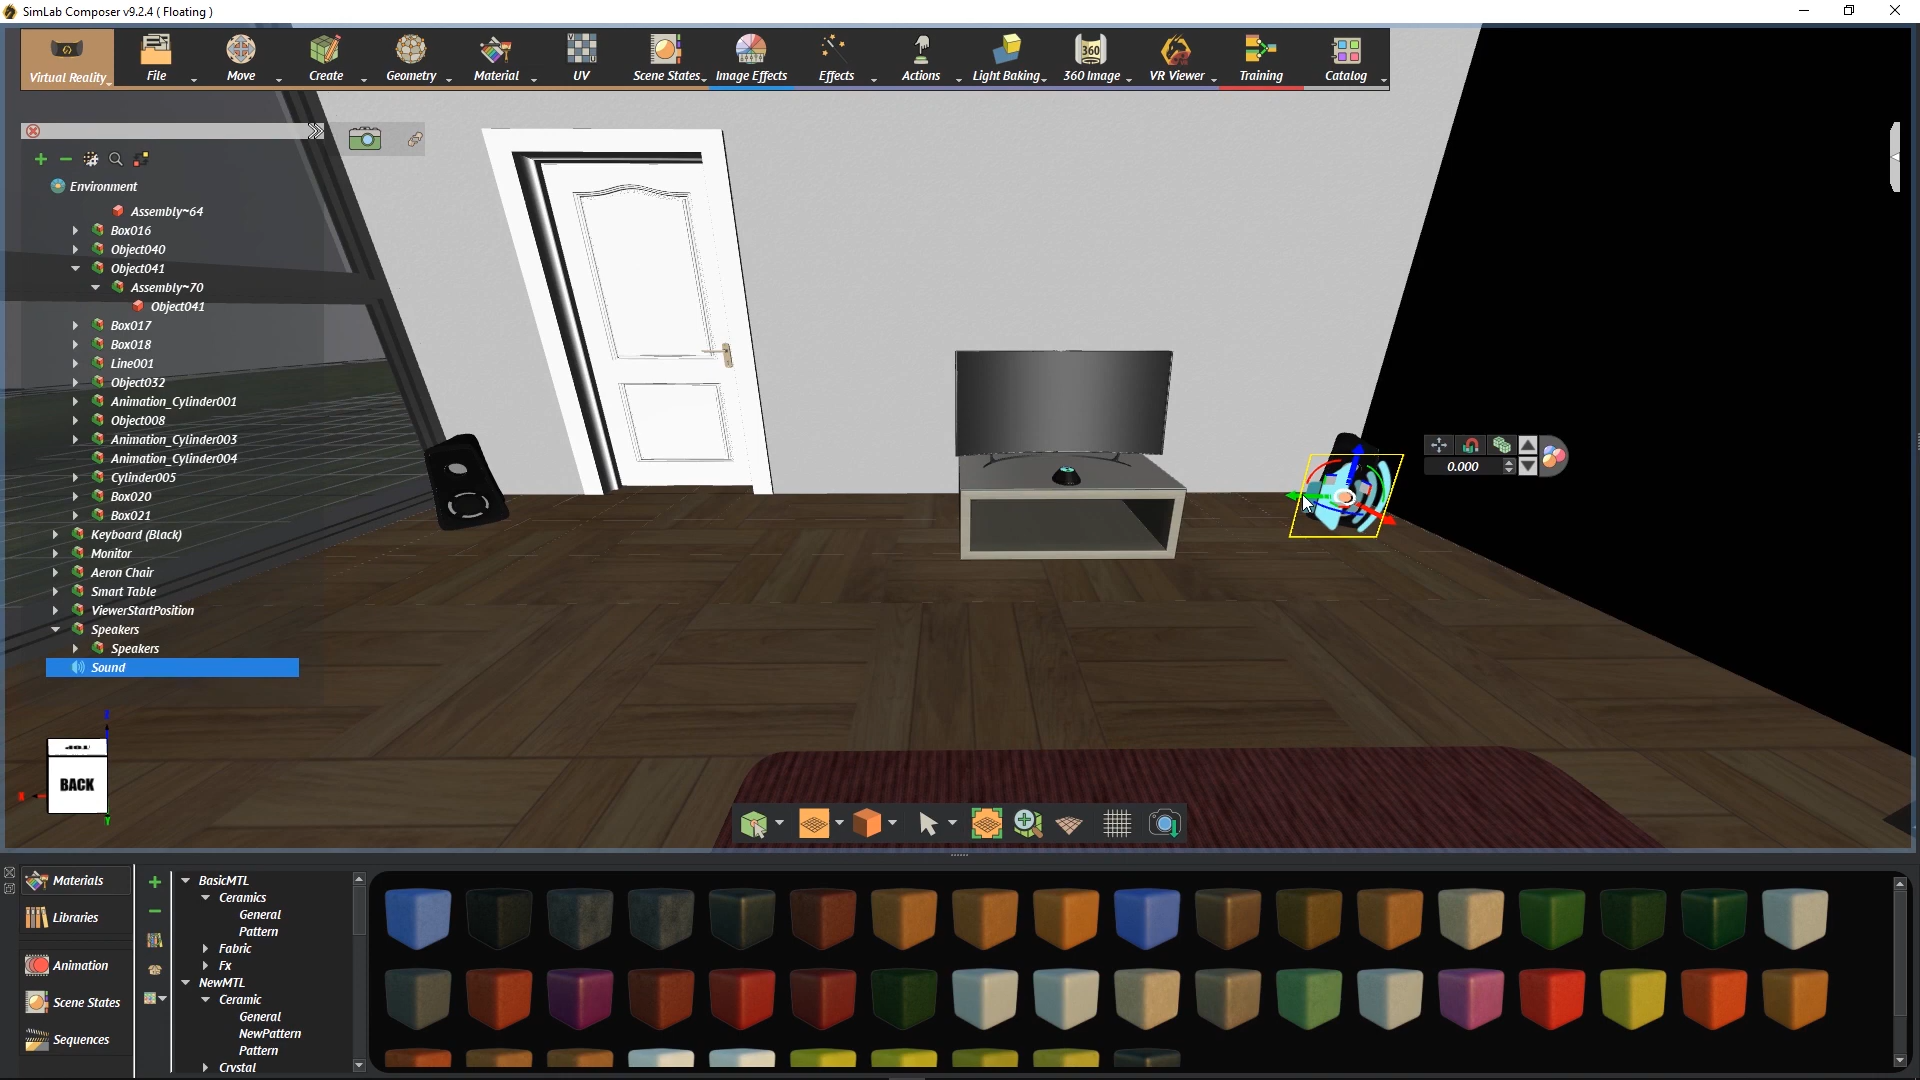 SimLab Composer v9.2.4 ( Floating )
Virtual Reality
File
Move
Create
Geometry
Material
UV
Scene States
Image Effects
Effects
Actions
Light Baking
360
360 Image
VR Viewer
Training
Catalog
Environment
Assembly~64
Box016
Object040
Object041
Assembly~70
Object041
Box017
Box018
Line001
Object032
Animation_Cylinder001
Object008
Animation_Cylinder003
Animation_Cylinder004
Cylinder005
Box020
Box021
Keyboard (Black)
Monitor
Aeron Chair
Smart Table
ViewerStartPosition
Speakers
Speakers
Sound
0.000
Z
TOP
BACK
X
Y
Materials
Libraries
Animation
Scene States
Sequences
BasicMTL
Ceramics
General
Pattern
Fabric
Fx
NewMTL
Ceramic
General
NewPattern
Pattern
Crystal